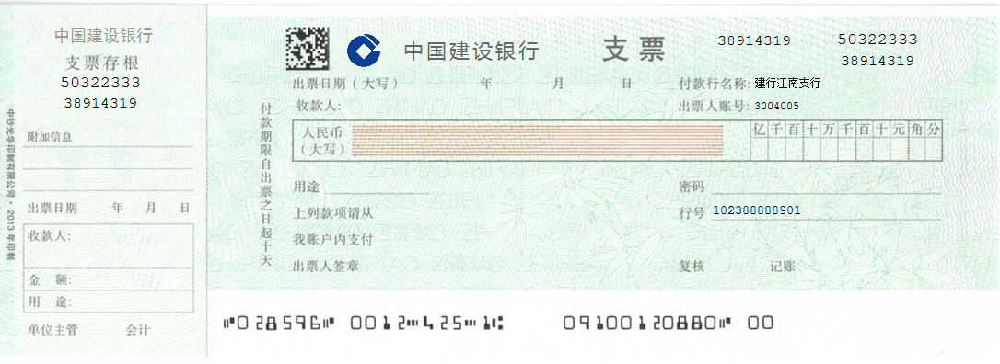 中国建设银行
支票存根
50322333
38914319
附加信息
出票日期 年 月 日
收款人:
金 额:
用 途:
单位主管 会计
中钞光华印制有限公司·2013年印制
付款期限自出票之日起十天
中国建设银行 支票 38914319 50322333
38914319
出票日期(大写) 年 月 日 付款行名称: 建行江南支行
收款人: 出票人账号: 3004005
人民币
(大写)
亿千百十万千百十元角分
用途 密码
上列款项请从 行号 102388888901
我账户内支付
出票人签章 复核 记账
⑈028596⑈ 0012⑉425⑉1⑆ 09100120880⑈ 00